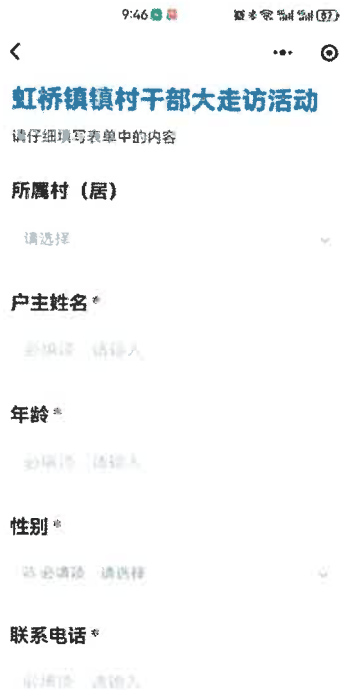 9:46
虹桥镇镇村干部大走访活动
请仔细填写表单中的内容
所属村（居）
请选择
户主姓名*
必填项 请输入
年龄*
必填项 请输入
性别*
必填项 请选择
联系电话*
必填项 请输入